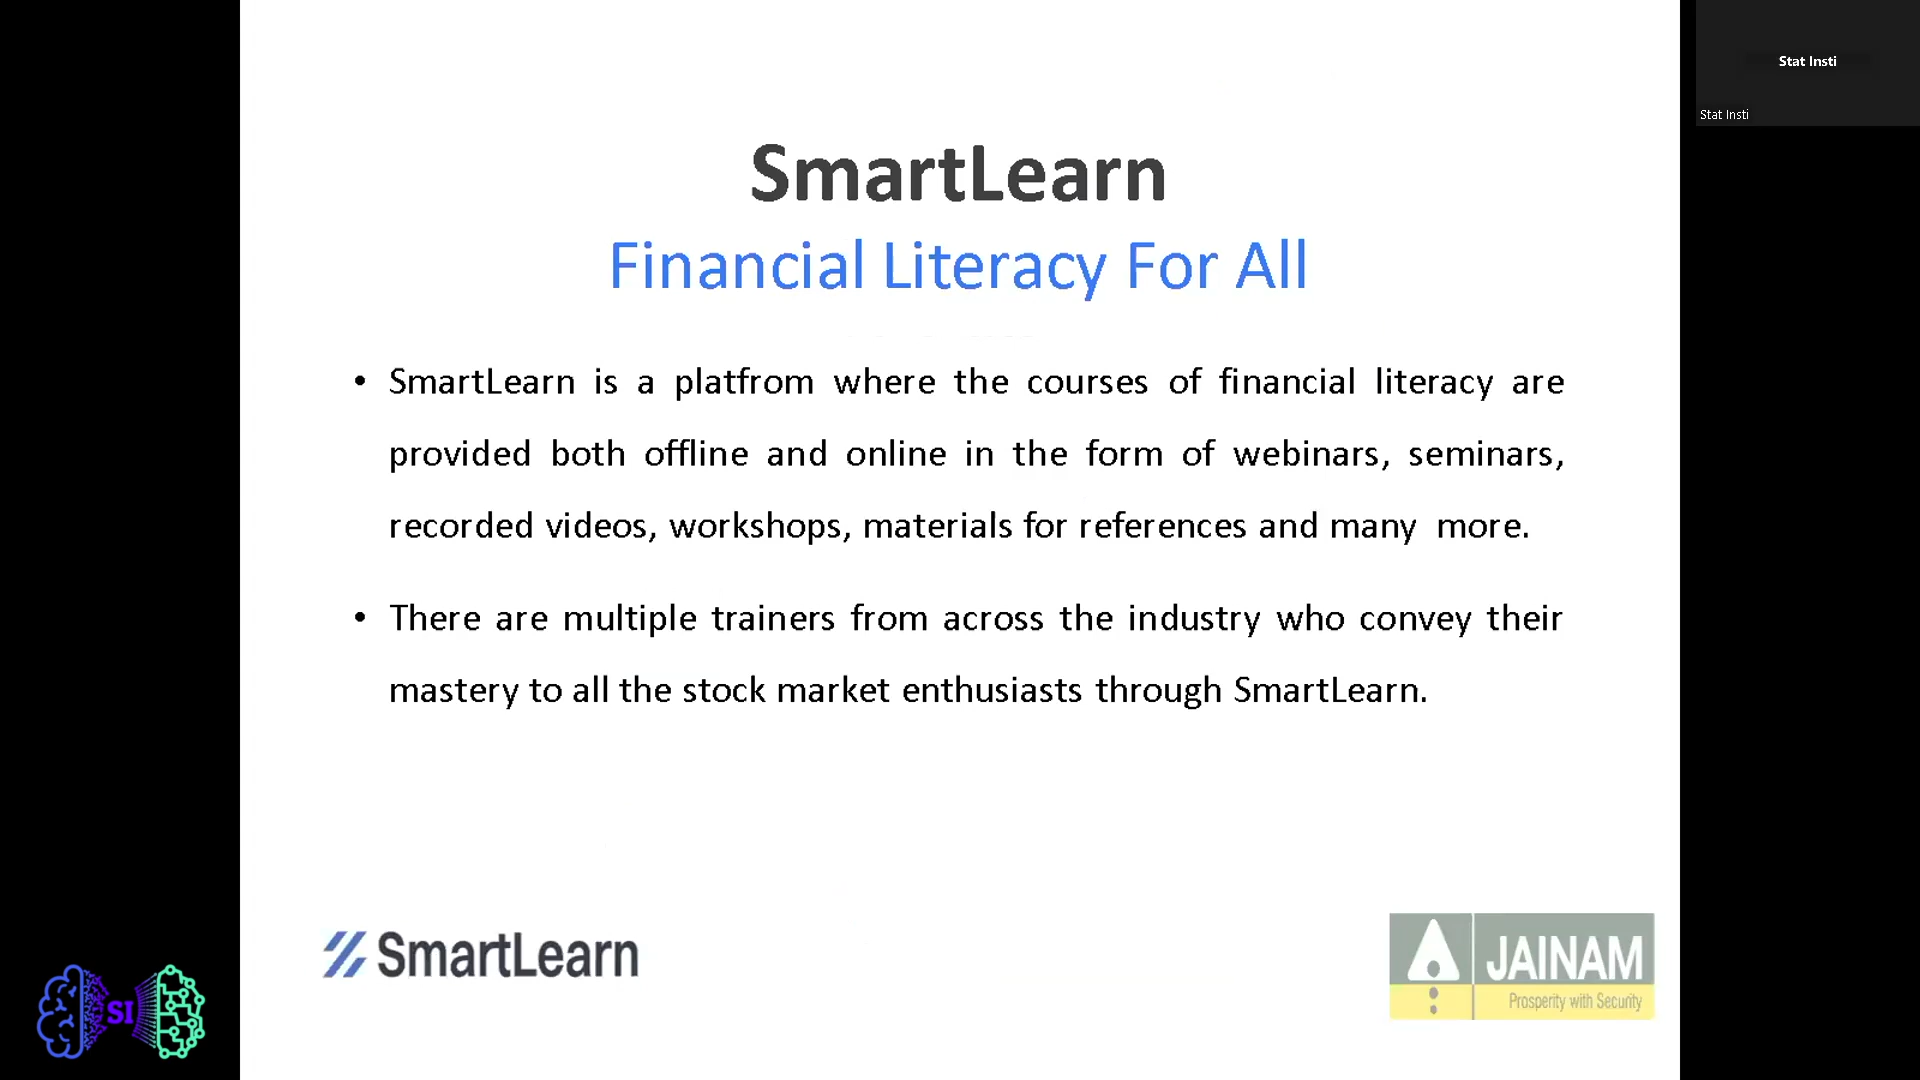 Stat Insti
Stat Insti
SmartLearn
Financial Literacy For All
• SmartLearn is a platfrom where the courses of financial literacy are
provided both offline and online in the form of webinars, seminars,
recorded videos, workshops, materials for references and many more.
• There are multiple trainers from across the industry who convey their
mastery to all the stock market enthusiasts through SmartLearn.
SmartLearn
JAINAM
Prosperity with Security
SI